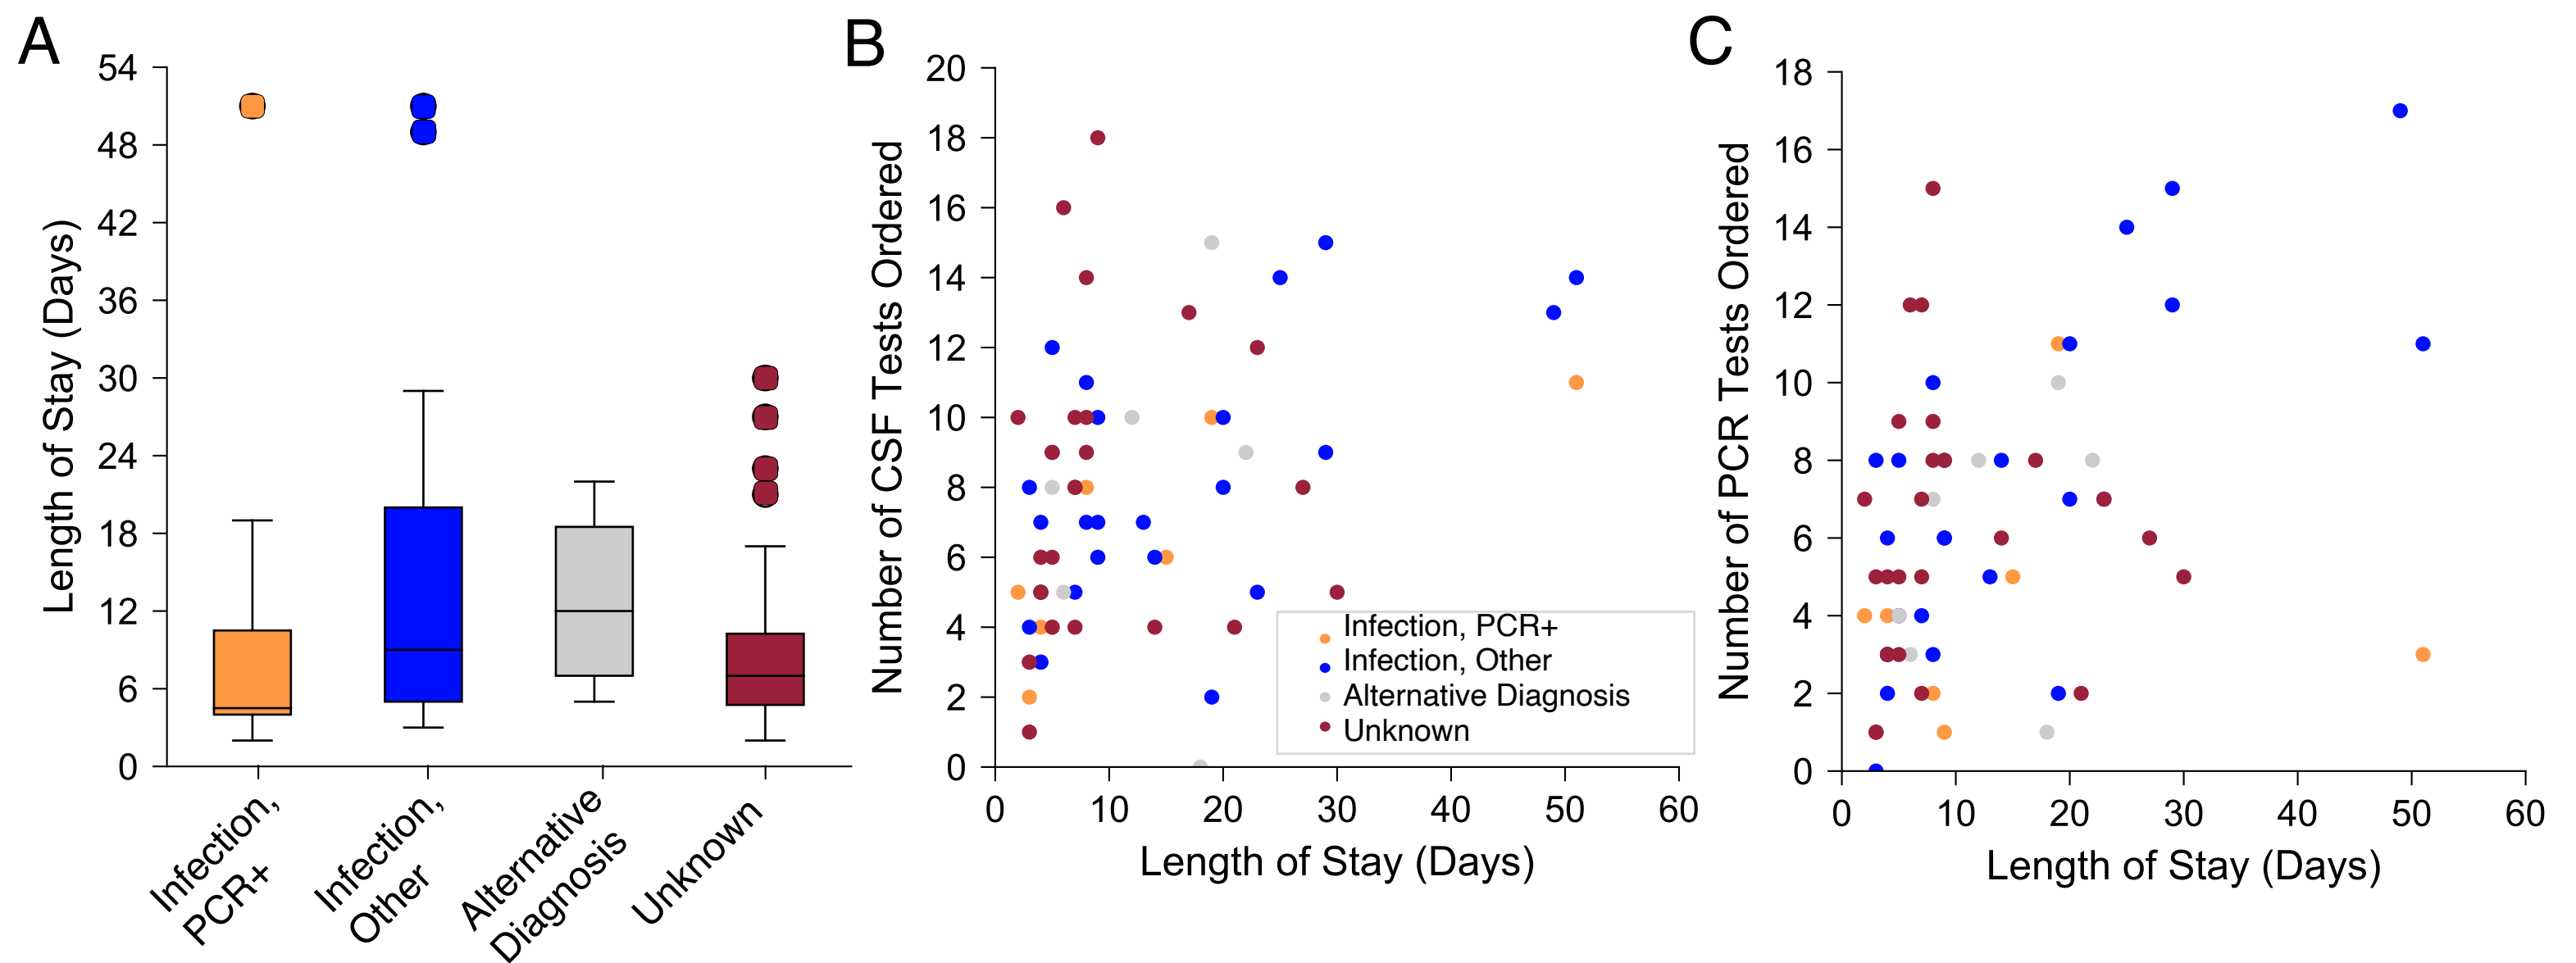 A
54
48
42
36
30
24
18
12
6
0
Length of Stay (Days)
Infection,
PCR+
Infection,
Other
Alternative
Diagnosis
Unknown
B
20
18
16
14
12
10
8
6
4
2
0
Number of CSF Tests Ordered
0 10 20 30 40 50 60
Length of Stay (Days)
Infection, PCR+
Infection, Other
Alternative Diagnosis
Unknown
C
18
16
14
12
10
8
6
4
2
0
Number of PCR Tests Ordered
0 10 20 30 40 50 60
Length of Stay (Days)